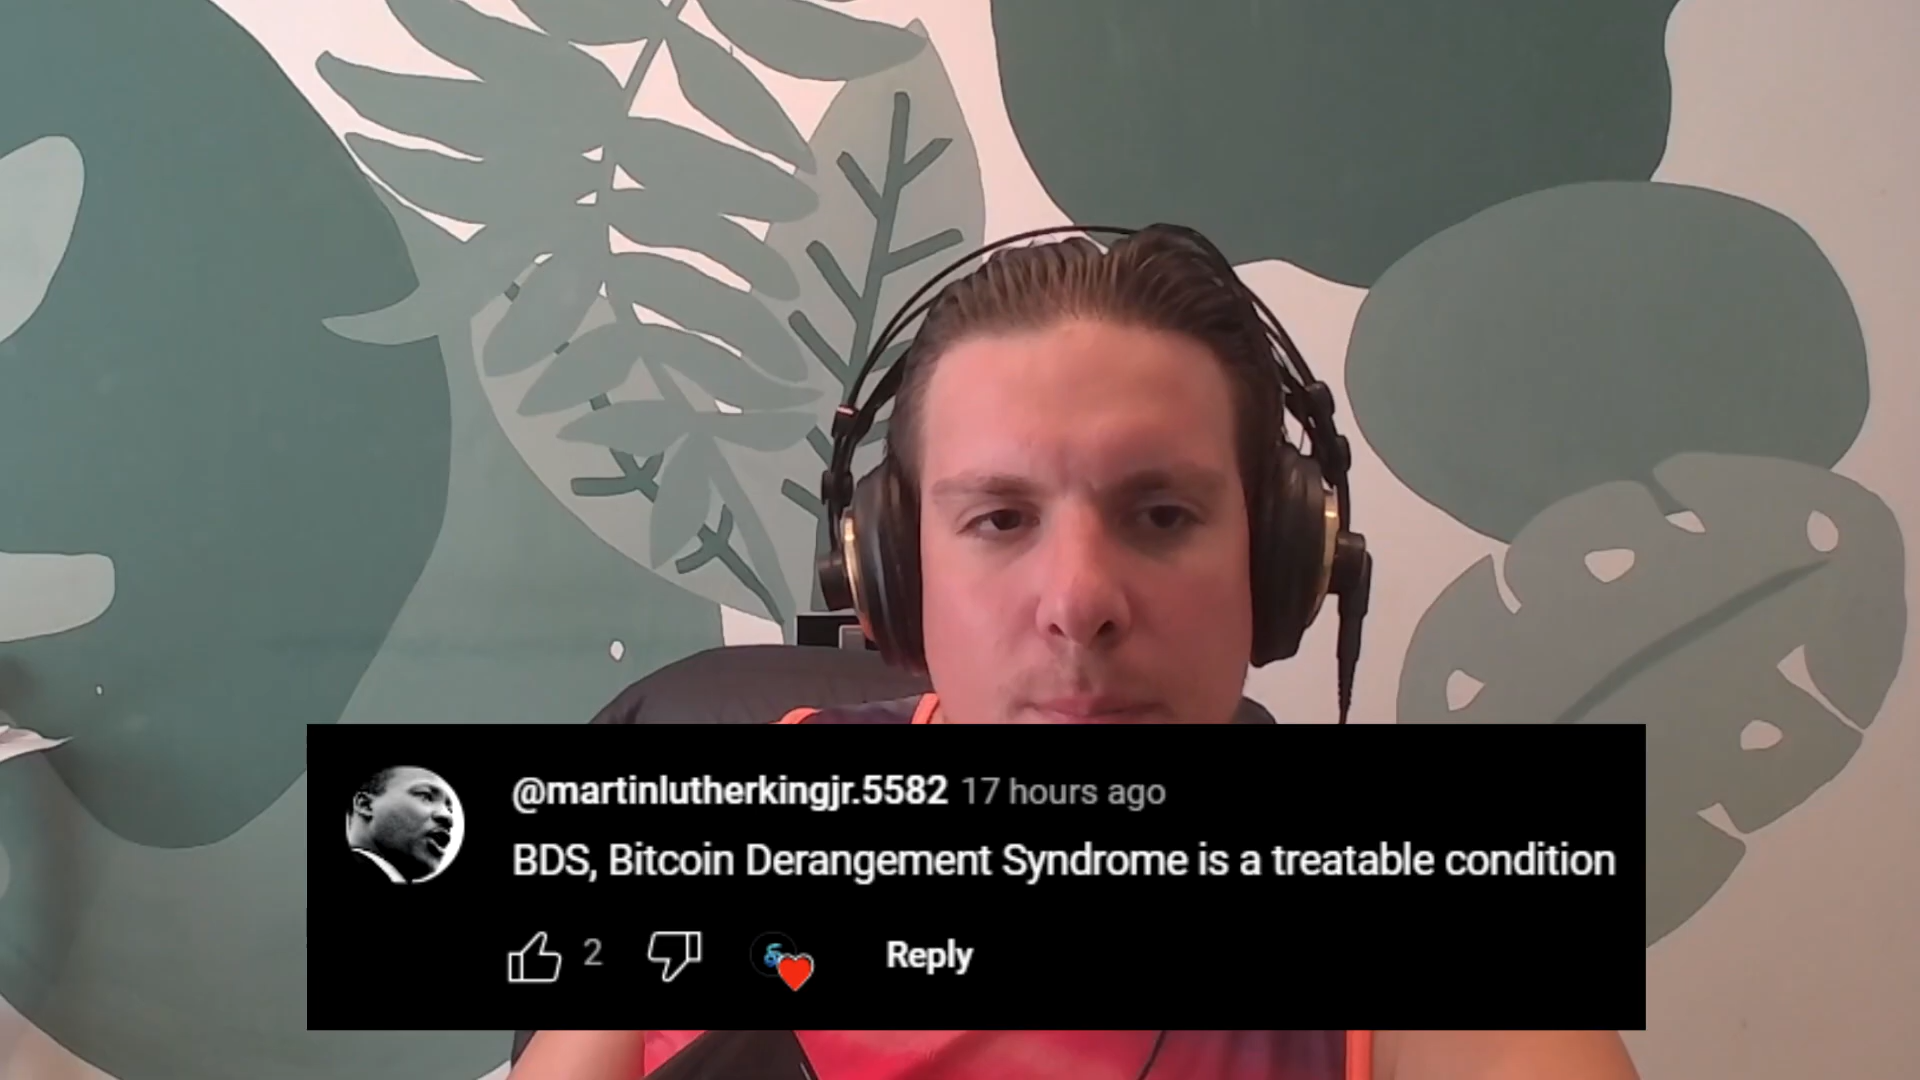 @martinlutherkingjr.5582 17 hours ago
BDS, Bitcoin Derangement Syndrome is a treatable condition
2
Reply